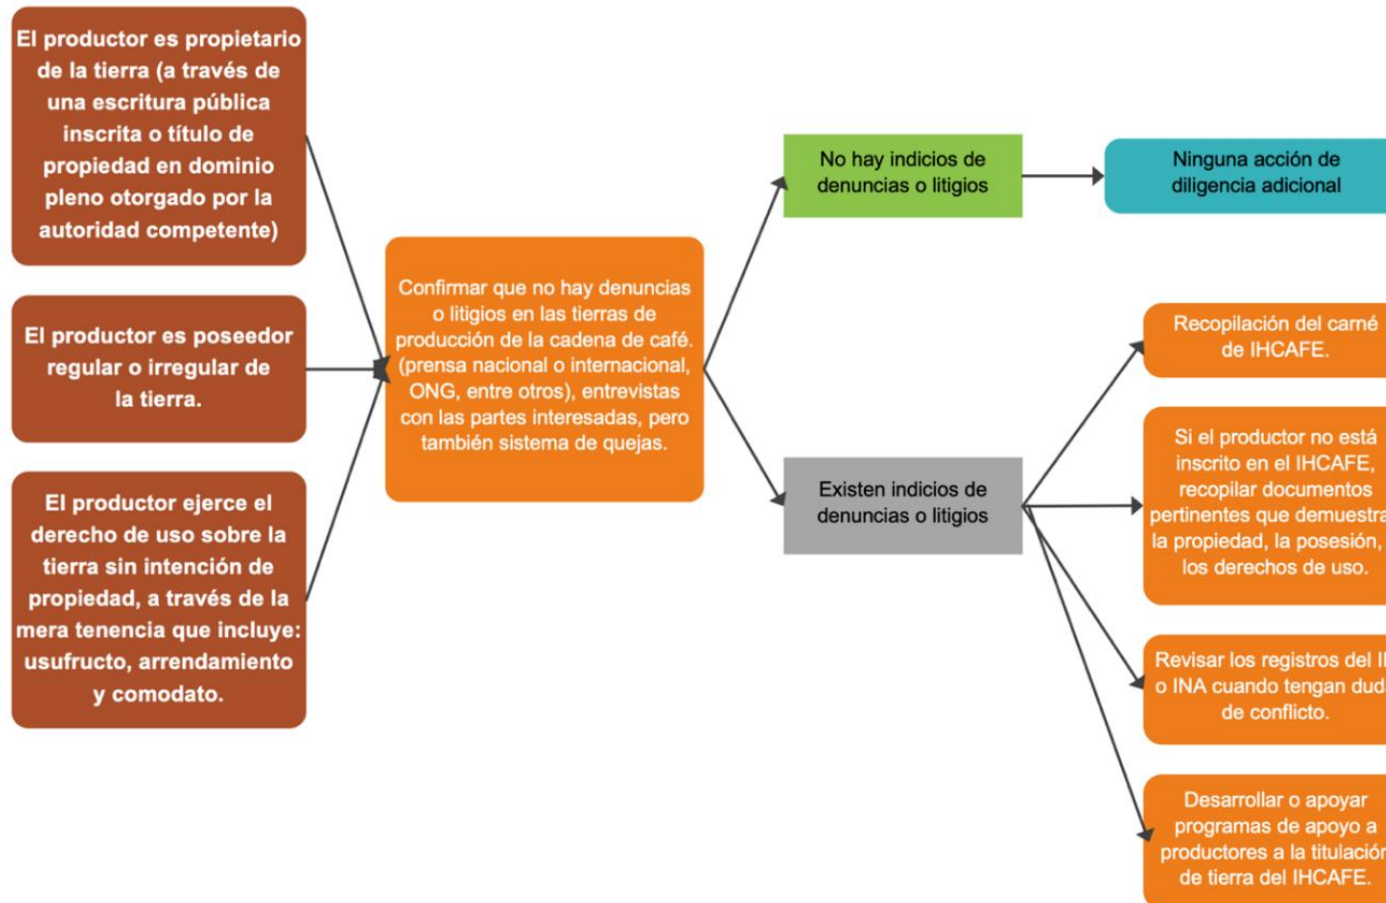 El productor es propietario
de la tierra (a través de
una escritura pública
inscrita o título de
propiedad en dominio
pleno otorgado por la
autoridad competente)
El productor es poseedor
regular o irregular de
la tierra.
El productor ejerce el
derecho de uso sobre la
tierra sin intención de
propiedad, a través de la
mera tenencia que incluye:
usufructo, arrendamiento
y comodato.
Confirmar que no hay denuncias
o litigios en las tierras de
producción de la cadena de café.
(prensa nacional o internacional,
ONG, entre otros), entrevistas
con las partes interesadas, pero
también sistema de quejas.
No hay indicios de
denuncias o litigios
Existen indicios de
denuncias o litigios
Ninguna acción de
diligencia adicional
Recopilación del carné
de IHCAFE.
Si el productor no está
inscrito en el IHCAFE,
recopilar documentos
pertinentes que
la propiedad, la posesión,
los derechos de uso.
Revisar los registros del
o INA cuando tengan
de conflicto.
Desarrollar o apoyar
programas de apoyo a
productores a la titulación
de tierra del IHCAFE.